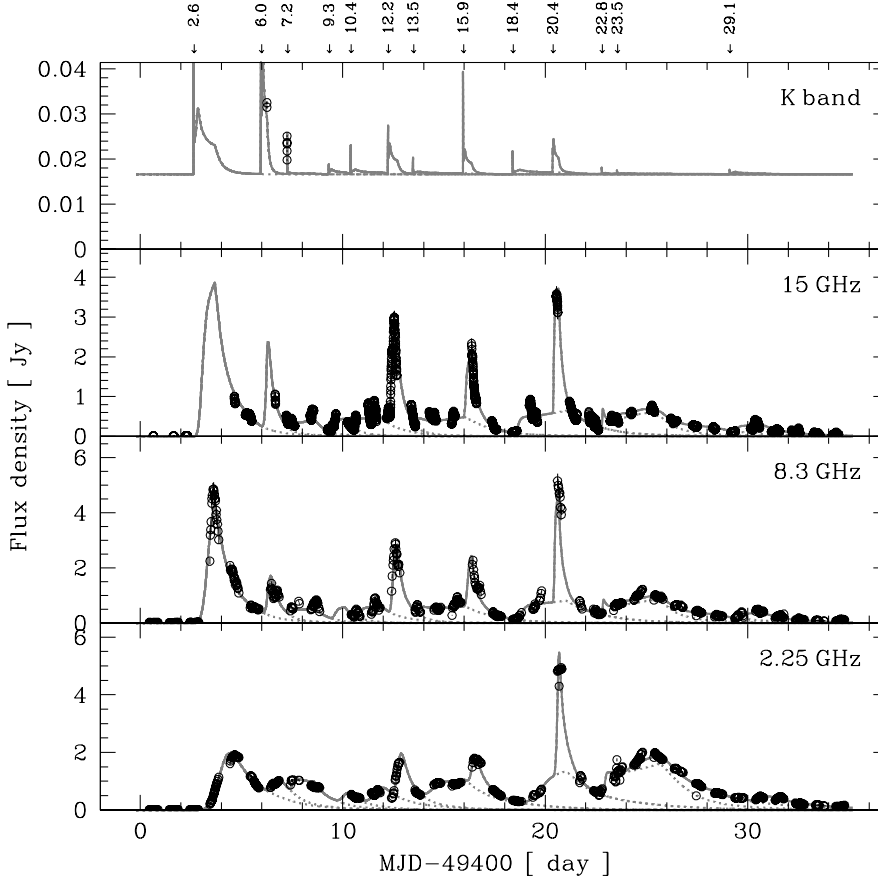 2.6 6.0 7.2 9.3 10.4 12.2 13.5 15.9 18.4 20.4 22.8 23.5 29.1
← ← ← ← ← ← ← ← ← ← ← ← ←
0.04
K band
0.03
0.02
0.01
0
4
15 GHz
3
2
1
0
6
8.3 GHz
4
2
0
6
2.25 GHz
4
2
0
0 10 20 30
MJD−49400 [ day ]
Flux density [ Jy ]